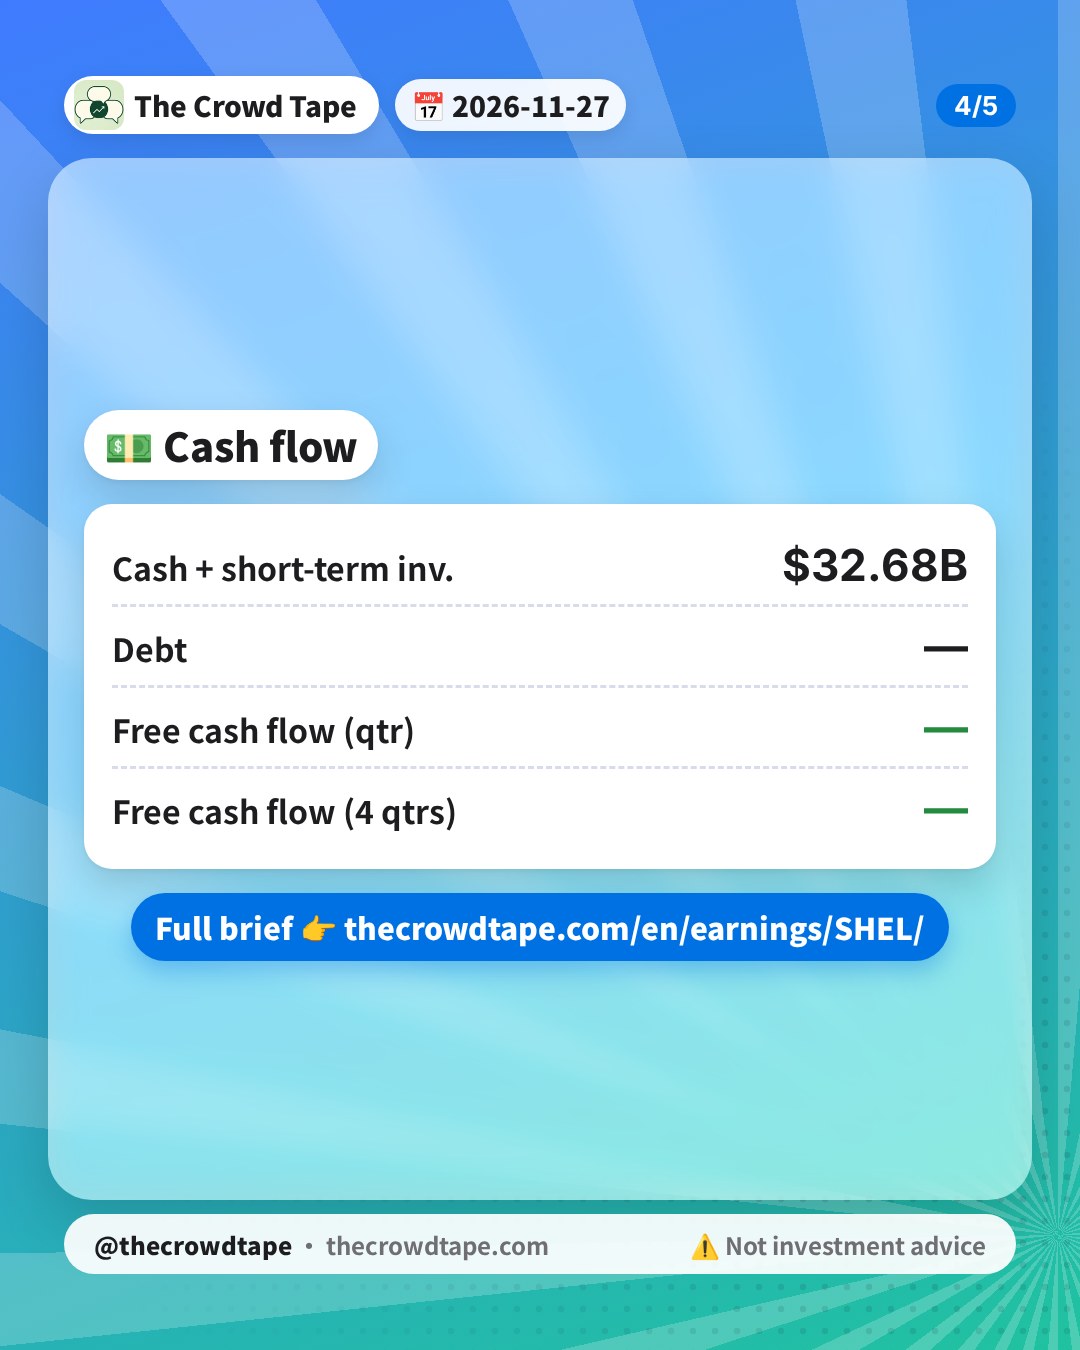 The Crowd Tape
📅 2026-11-27
4/5
💵 Cash flow
Cash + short-term inv. $32.68B
Debt —
Free cash flow (qtr) —
Free cash flow (4 qtrs) —
Full brief 👉 thecrowdtape.com/en/earnings/SHEL/
@thecrowdtape • thecrowdtape.com ⚠️ Not investment advice